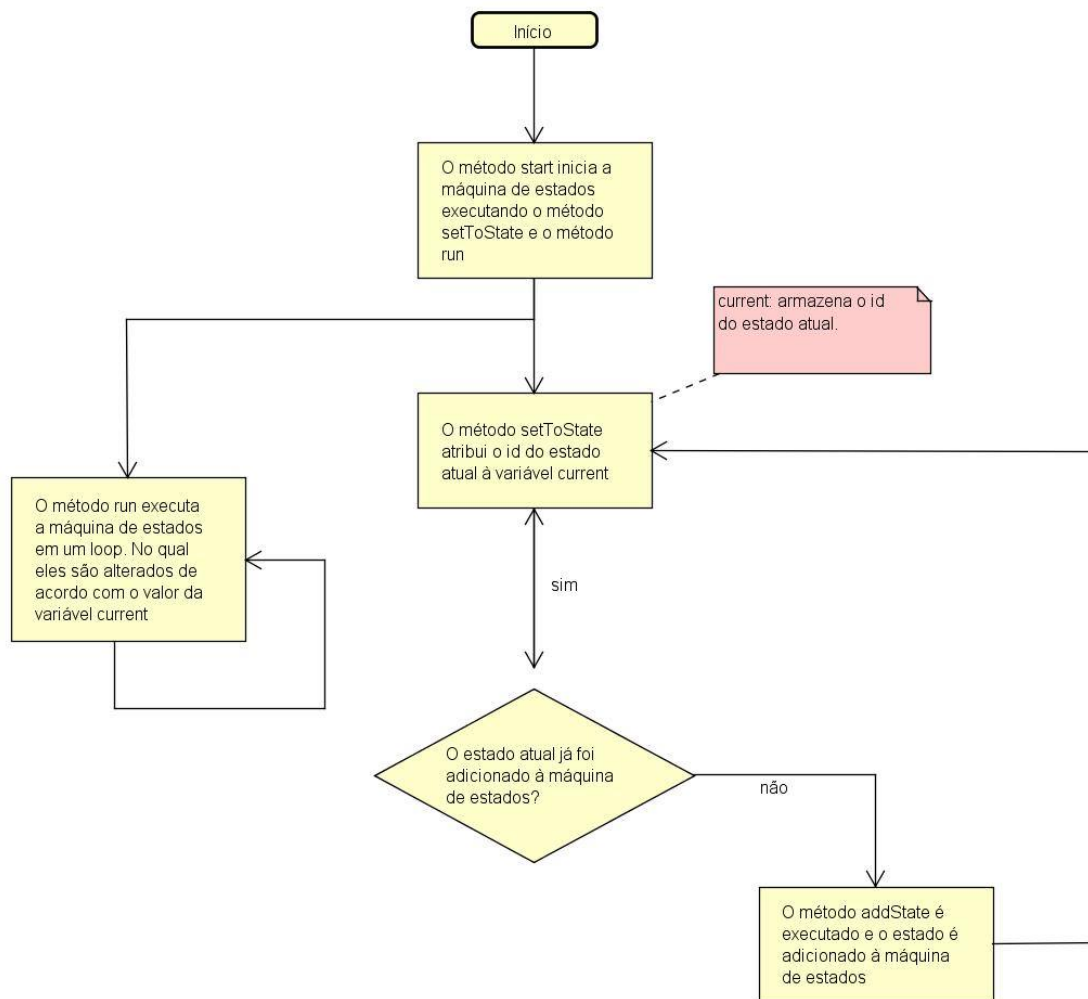 Início
O método start inicia a
máquina de estados
executando o método
setToState e o método
run
current: armazena o id
do estado atual.
O método setToState
atribui o id do estado
atual à variável current
O método run executa
a máquina de estados
em um loop. No qual
eles são alterados de
acordo com o valor da
variável current
sim
O estado atual já foi
adicionado à máquina
de estados?
não
O método addState é
executado e o estado é
adicionado à máquina
de estados